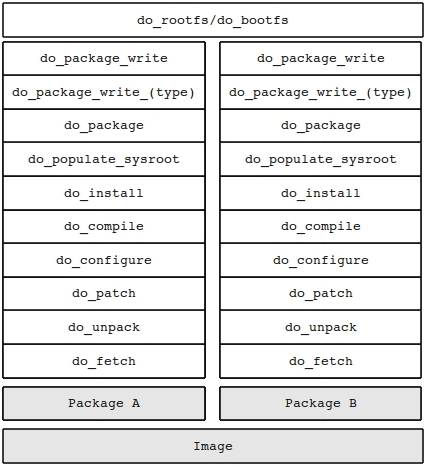 do_rootfs/do_bootfs
do_package_write
do_package_write_(type)
do_package
do_populate_sysroot
do_install
do_compile
do_configure
do_patch
do_unpack
do_fetch
Package A
do_package_write
do_package_write_(type)
do_package
do_populate_sysroot
do_install
do_compile
do_configure
do_patch
do_unpack
do_fetch
Package B
Image